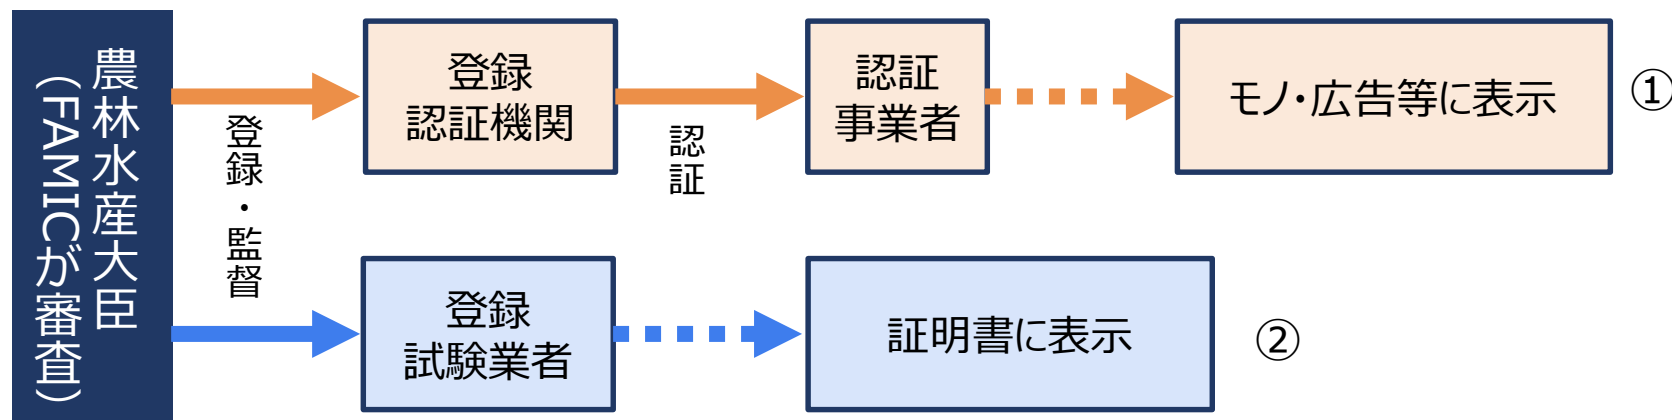 農林水産大臣
(FAMICが審査)
登録・監督
登録
認証機関
認証
認証
事業者
モノ・広告等に表示
①
登録
試験業者
証明書に表示
②